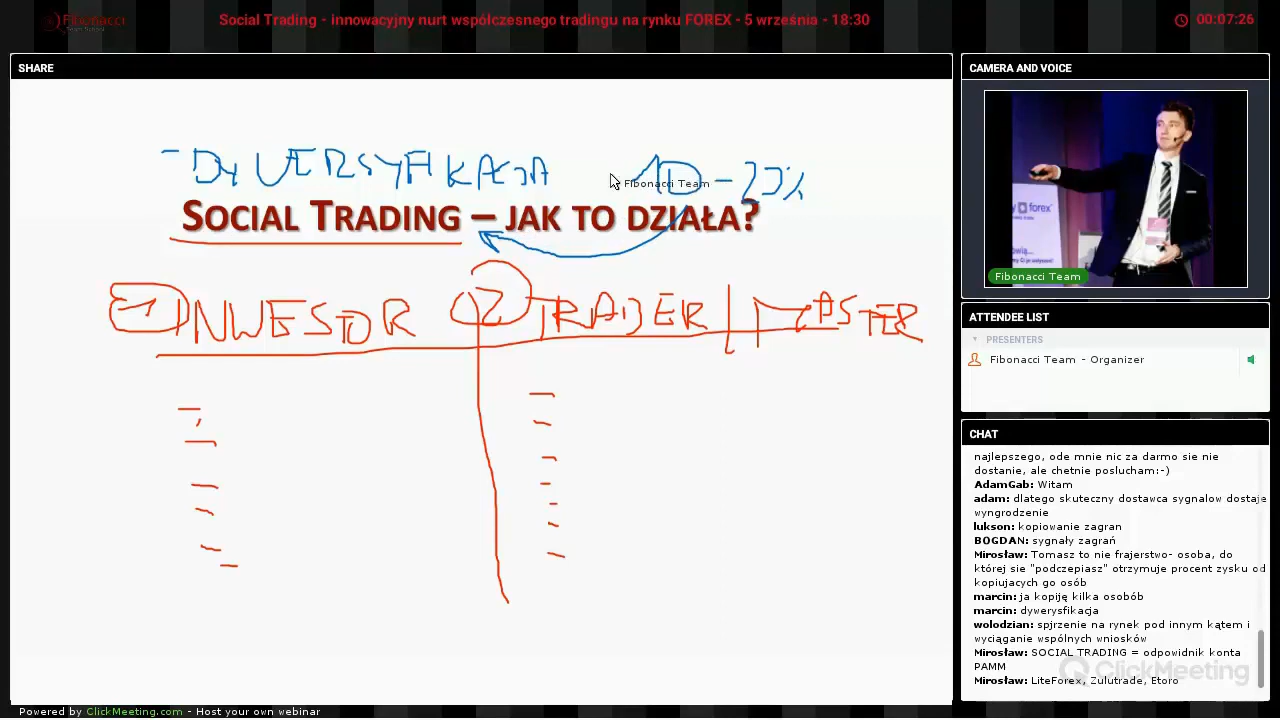 Fibonacci
Team School
Social Trading - innowacyjny nurt współczesnego tradingu na rynku FOREX - 5 września - 18:30
00:07:26
SHARE
- DYWERSYFIKACJA
Fibonacci Team
SOCIAL TRADING – JAK TO DZIAŁA?
1 INWESTOR
2 TRADER | MASTER
CAMERA AND VOICE
forex
Fibonacci Team
ATTENDEE LIST
PRESENTERS
Fibonacci Team - Organizer
CHAT
najlepszego, ode mnie nic za darmo sie nie
dostanie, ale chetnie poslucham:-)
AdamGab: Witam
adam: dlatego skuteczny dostawca sygnalow dostaje
wyngrodzenie
lukson: kopiowanie zagran
BOGDAN: sygnały zagrań
Mirosław: Tomasz to nie frajerstwo- osoba, do
której sie "podczepiasz" otrzymuje procent zysku od
kopiujacych go osób
marcin: ja kopiję kilka osobób
marcin: dywerysfikacja
wolodzian: spjrzenie na rynek pod innym kątem i
wyciąganie wspólnych wniosków
Mirosław: SOCIAL TRADING = odpowidnik konta
PAMM
Mirosław: LiteForex, Zulutrade, Etoro
ClickMeeting
Powered by ClickMeeting.com - Host your own webinar